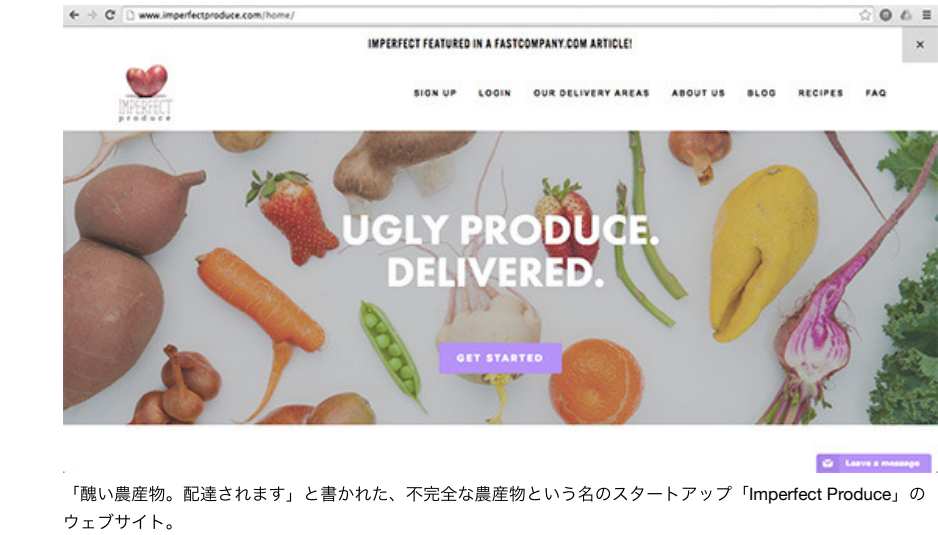 www.imperfectproduce.com/home/
IMPERFECT FEATURED IN A FASTCOMPANY.COM ARTICLE!
×
IMPERFECT
produce
SIGN UP LOGIN OUR DELIVERY AREAS ABOUT US BLOG RECIPES FAQ
UGLY PRODUCE.
DELIVERED.
GET STARTED
Leave a message
「醜い農産物。配達されます」と書かれた、不完全な農産物という名のスタートアップ「Imperfect Produce」の
ウェブサイト。